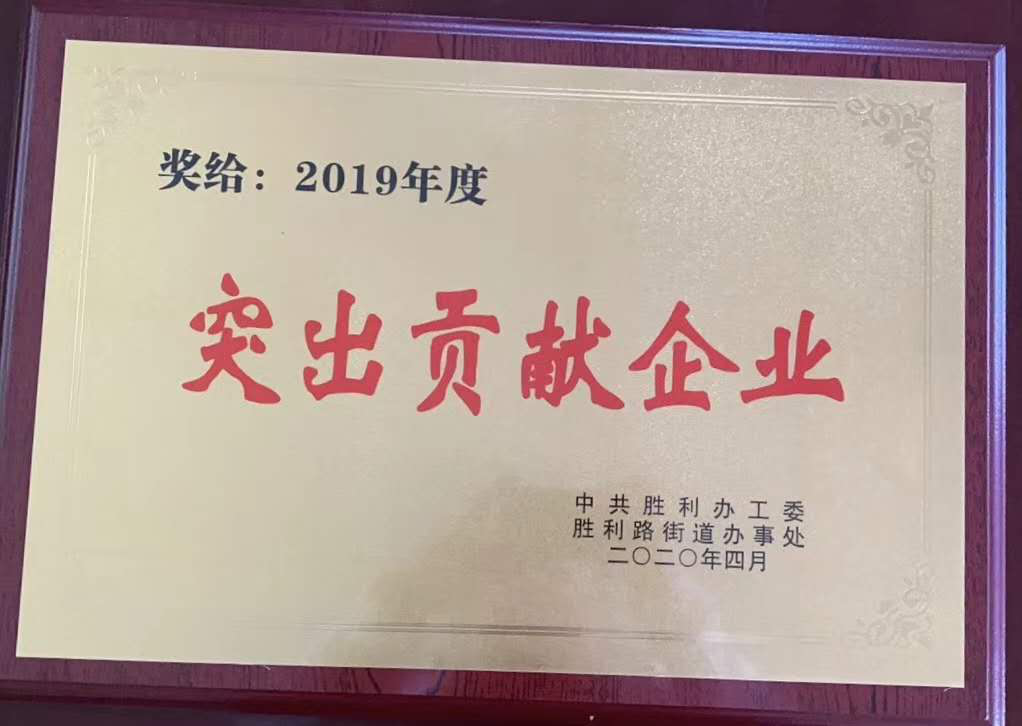 奖给：2019年度
突出贡献企业
中共胜利办工委
胜利路街道办事处
二〇二〇年四月